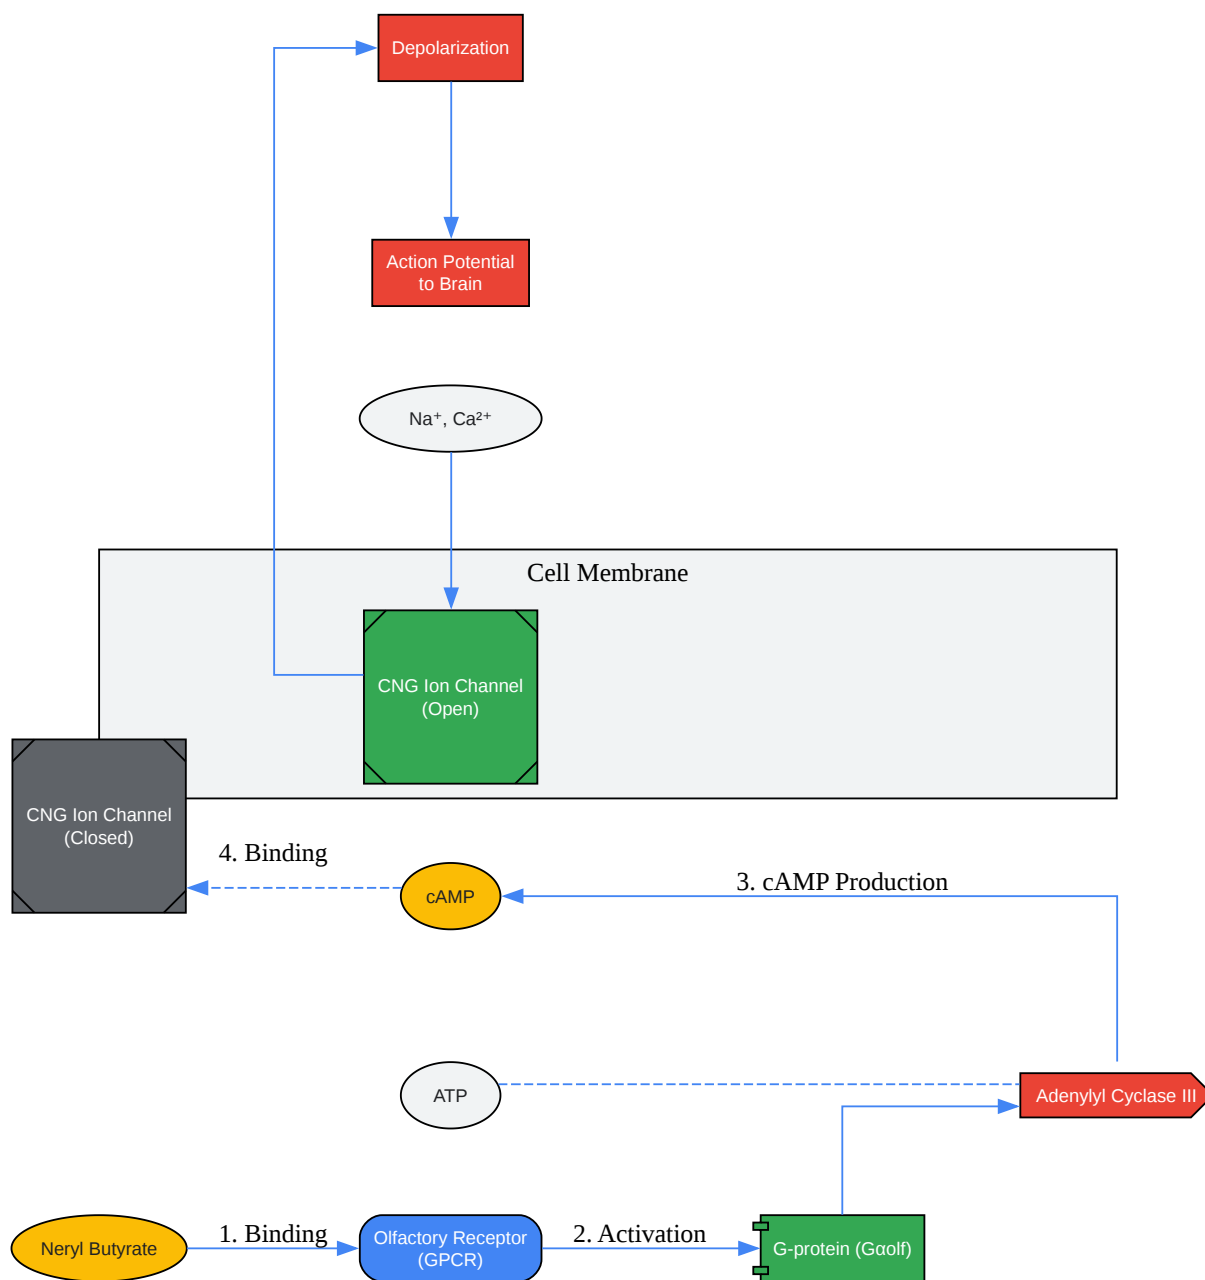 Depolarization
Action Potential
to Brain
Na⁺, Ca²⁺
Cell Membrane
CNG Ion Channel
(Open)
CNG Ion Channel
(Closed)
4. Binding
cAMP
3. cAMP Production
ATP
Adenylyl Cyclase III
Neryl Butyrate
1. Binding
Olfactory Receptor
(GPCR)
2. Activation
G-protein (Gαolf)